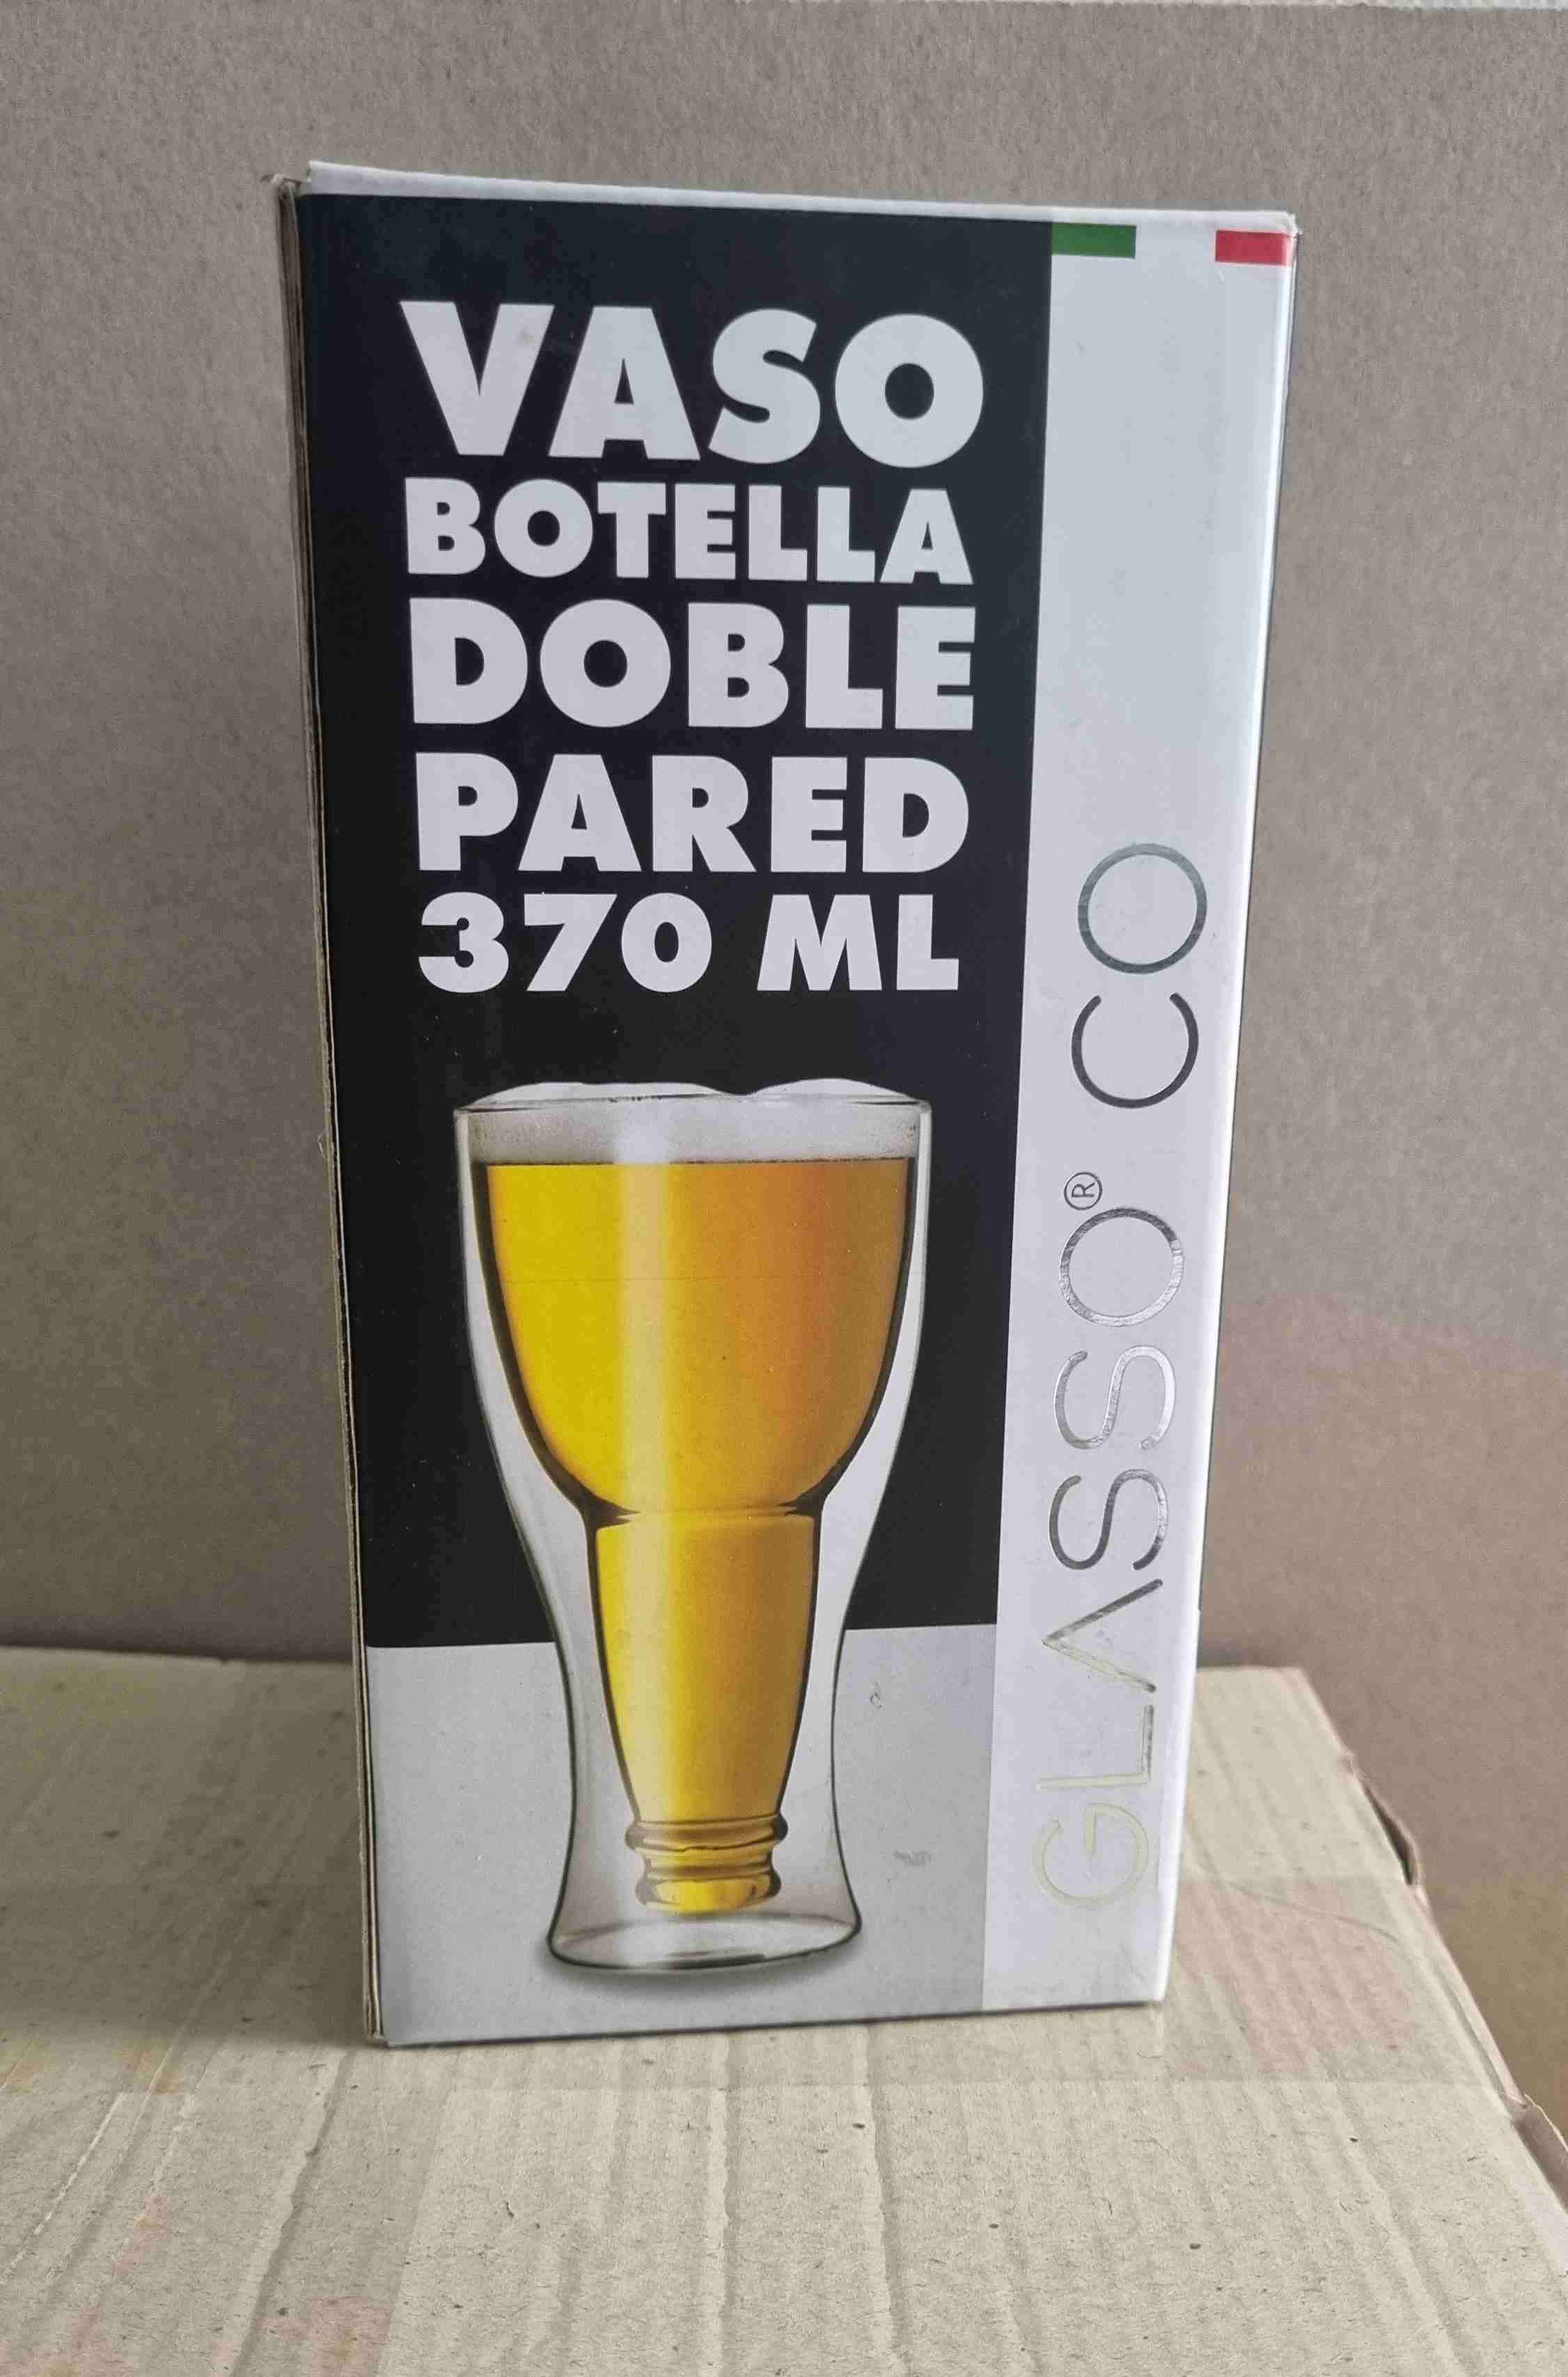 VASO
BOTELLA
DOBLE
PARED
370 ML
GLASSO® CO